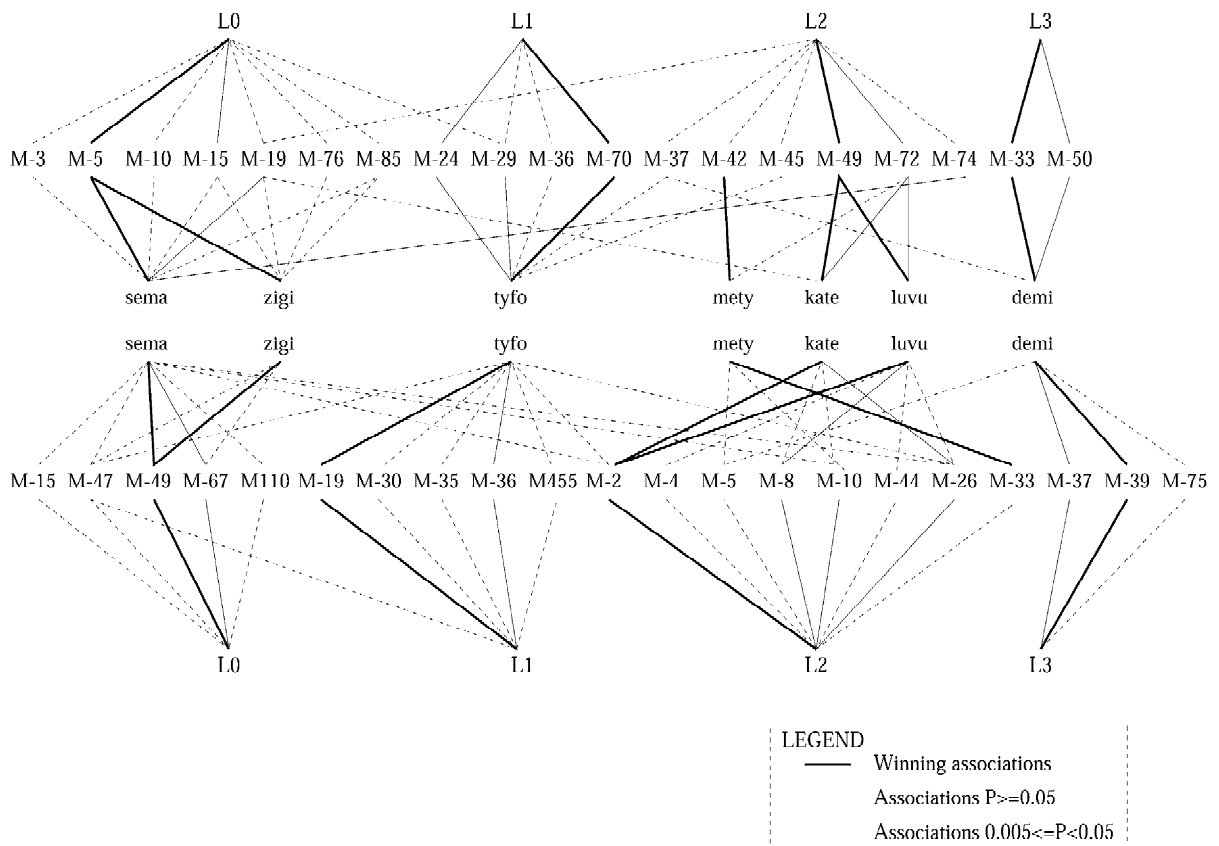 L0 L1 L2 L3
M-3 M-5 M-10 M-15 M-19 M-76 M-85 M-24 M-29 M-36 M-70 M-37 M-42 M-45 M-49 M-72 M-74 M-33 M-50
sema zigi tyfo mety kate luvu demi
sema zigi tyfo mety kate luvu demi
M-15 M-47 M-49 M-67 M110 M-19 M-30 M-35 M-36 M455 M-2 M-4 M-5 M-8 M-10 M-44 M-26 M-33 M-37 M-39 M-75
L0 L1 L2 L3
LEGEND
Winning associations
Associations P>=0.05
Associations 0.005<=P<0.05